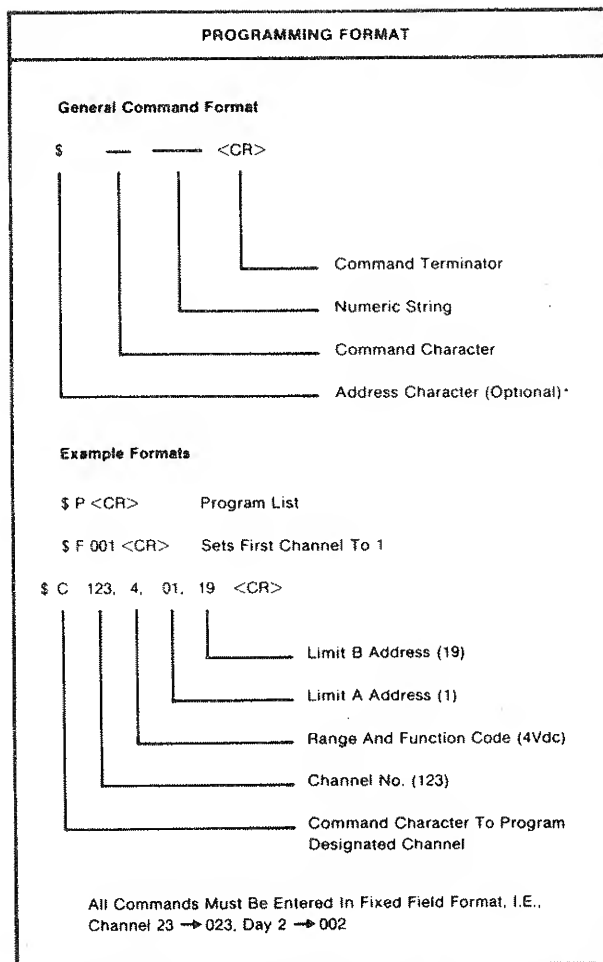 PROGRAMMING FORMAT
General Command Format
$ — —— <CR>
Command Terminator
Numeric String
Command Character
Address Character (Optional)*
Example Formats
$ P <CR> Program List
$ F 001 <CR> Sets First Channel To 1
$ C 123, 4, 01, 19 <CR>
Limit B Address (19)
Limit A Address (1)
Range And Function Code (4Vdc)
Channel No. (123)
Command Character To Program
Designated Channel
All Commands Must Be Entered In Fixed Field Format, I.E.,
Channel 23 → 023, Day 2 → 002